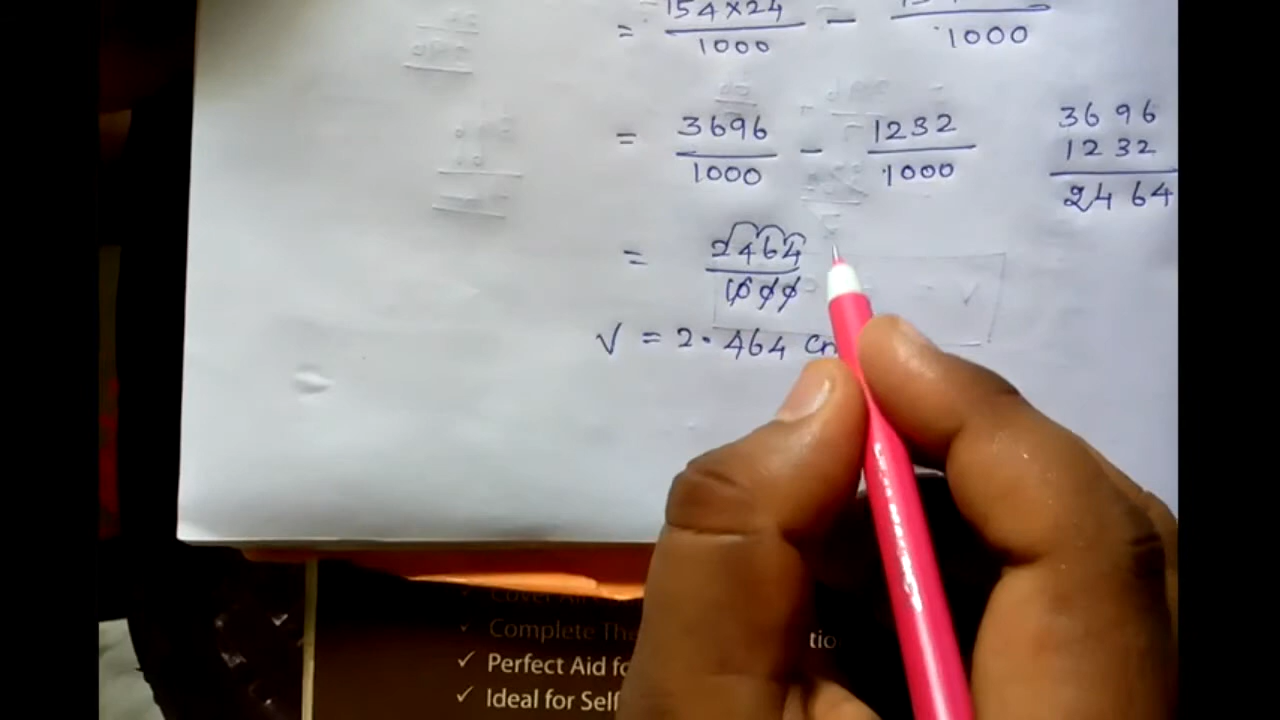 = 154×24/1000 - 1000
= 3696/1000 - 1232/1000
3696
1232
2464
= 2464/1000
V = 2.464 cm
Complete The
Perfect Aid fo
Ideal for Self